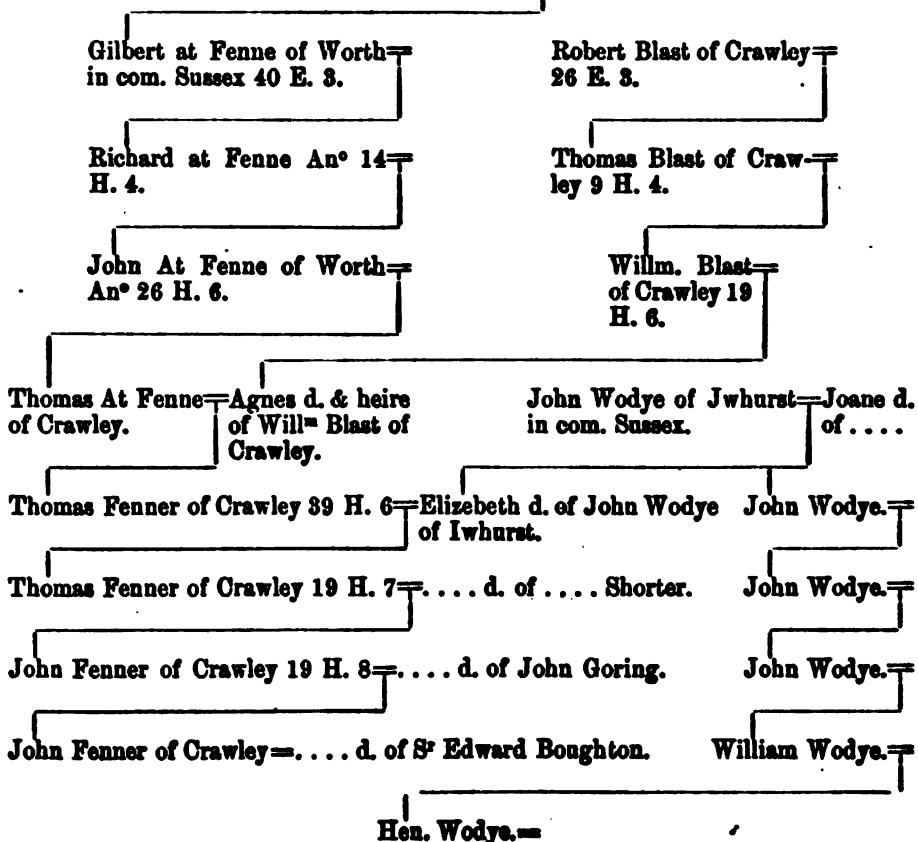 Gilbert at Fenne of Worth= Robert Blast of Crawley=
in com. Sussex 40 E. 3. 26 E. 3.
Richard at Fenne Anº 14= Thomas Blast of Craw-=
H. 4. ley 9 H. 4.
John At Fenne of Worth= Willm. Blast=
Anº 26 H. 6. of Crawley 19
H. 6.
Thomas At Fenne=Agnes d. & heire John Wodye of Jwhurst=Joane d.
of Crawley. of Willᵐ Blast of in com. Sussex. of . . . .
Crawley.
Thomas Fenner of Crawley 39 H. 6=Elizebeth d. of John Wodye John Wodye.=
of Iwhurst.
Thomas Fenner of Crawley 19 H. 7=. . . . d. of . . . . Shorter. John Wodye.=
John Fenner of Crawley 19 H. 8=. . . . d. of John Goring. John Wodye.=
John Fenner of Crawley=. . . . d. of Sʳ Edward Boughton. William Wodye.=
Hen. Wodye.=